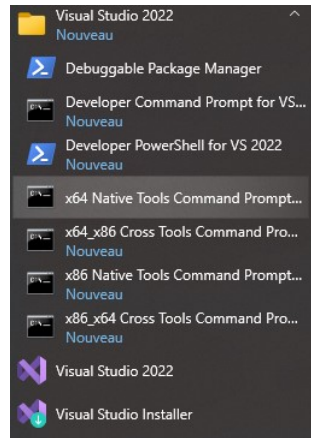 Visual Studio 2022
Nouveau
Debuggable Package Manager
Developer Command Prompt for VS...
Nouveau
Developer PowerShell for VS 2022
Nouveau
x64 Native Tools Command Prompt...
x64_x86 Cross Tools Command Pro...
Nouveau
x86 Native Tools Command Prompt...
Nouveau
x86_x64 Cross Tools Command Pro...
Nouveau
Visual Studio 2022
Visual Studio Installer